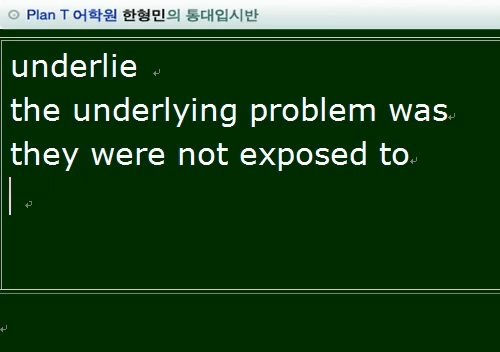 Plan T 어학원 한형민의 통대입시반
underlie
the underlying problem was
they were not exposed to